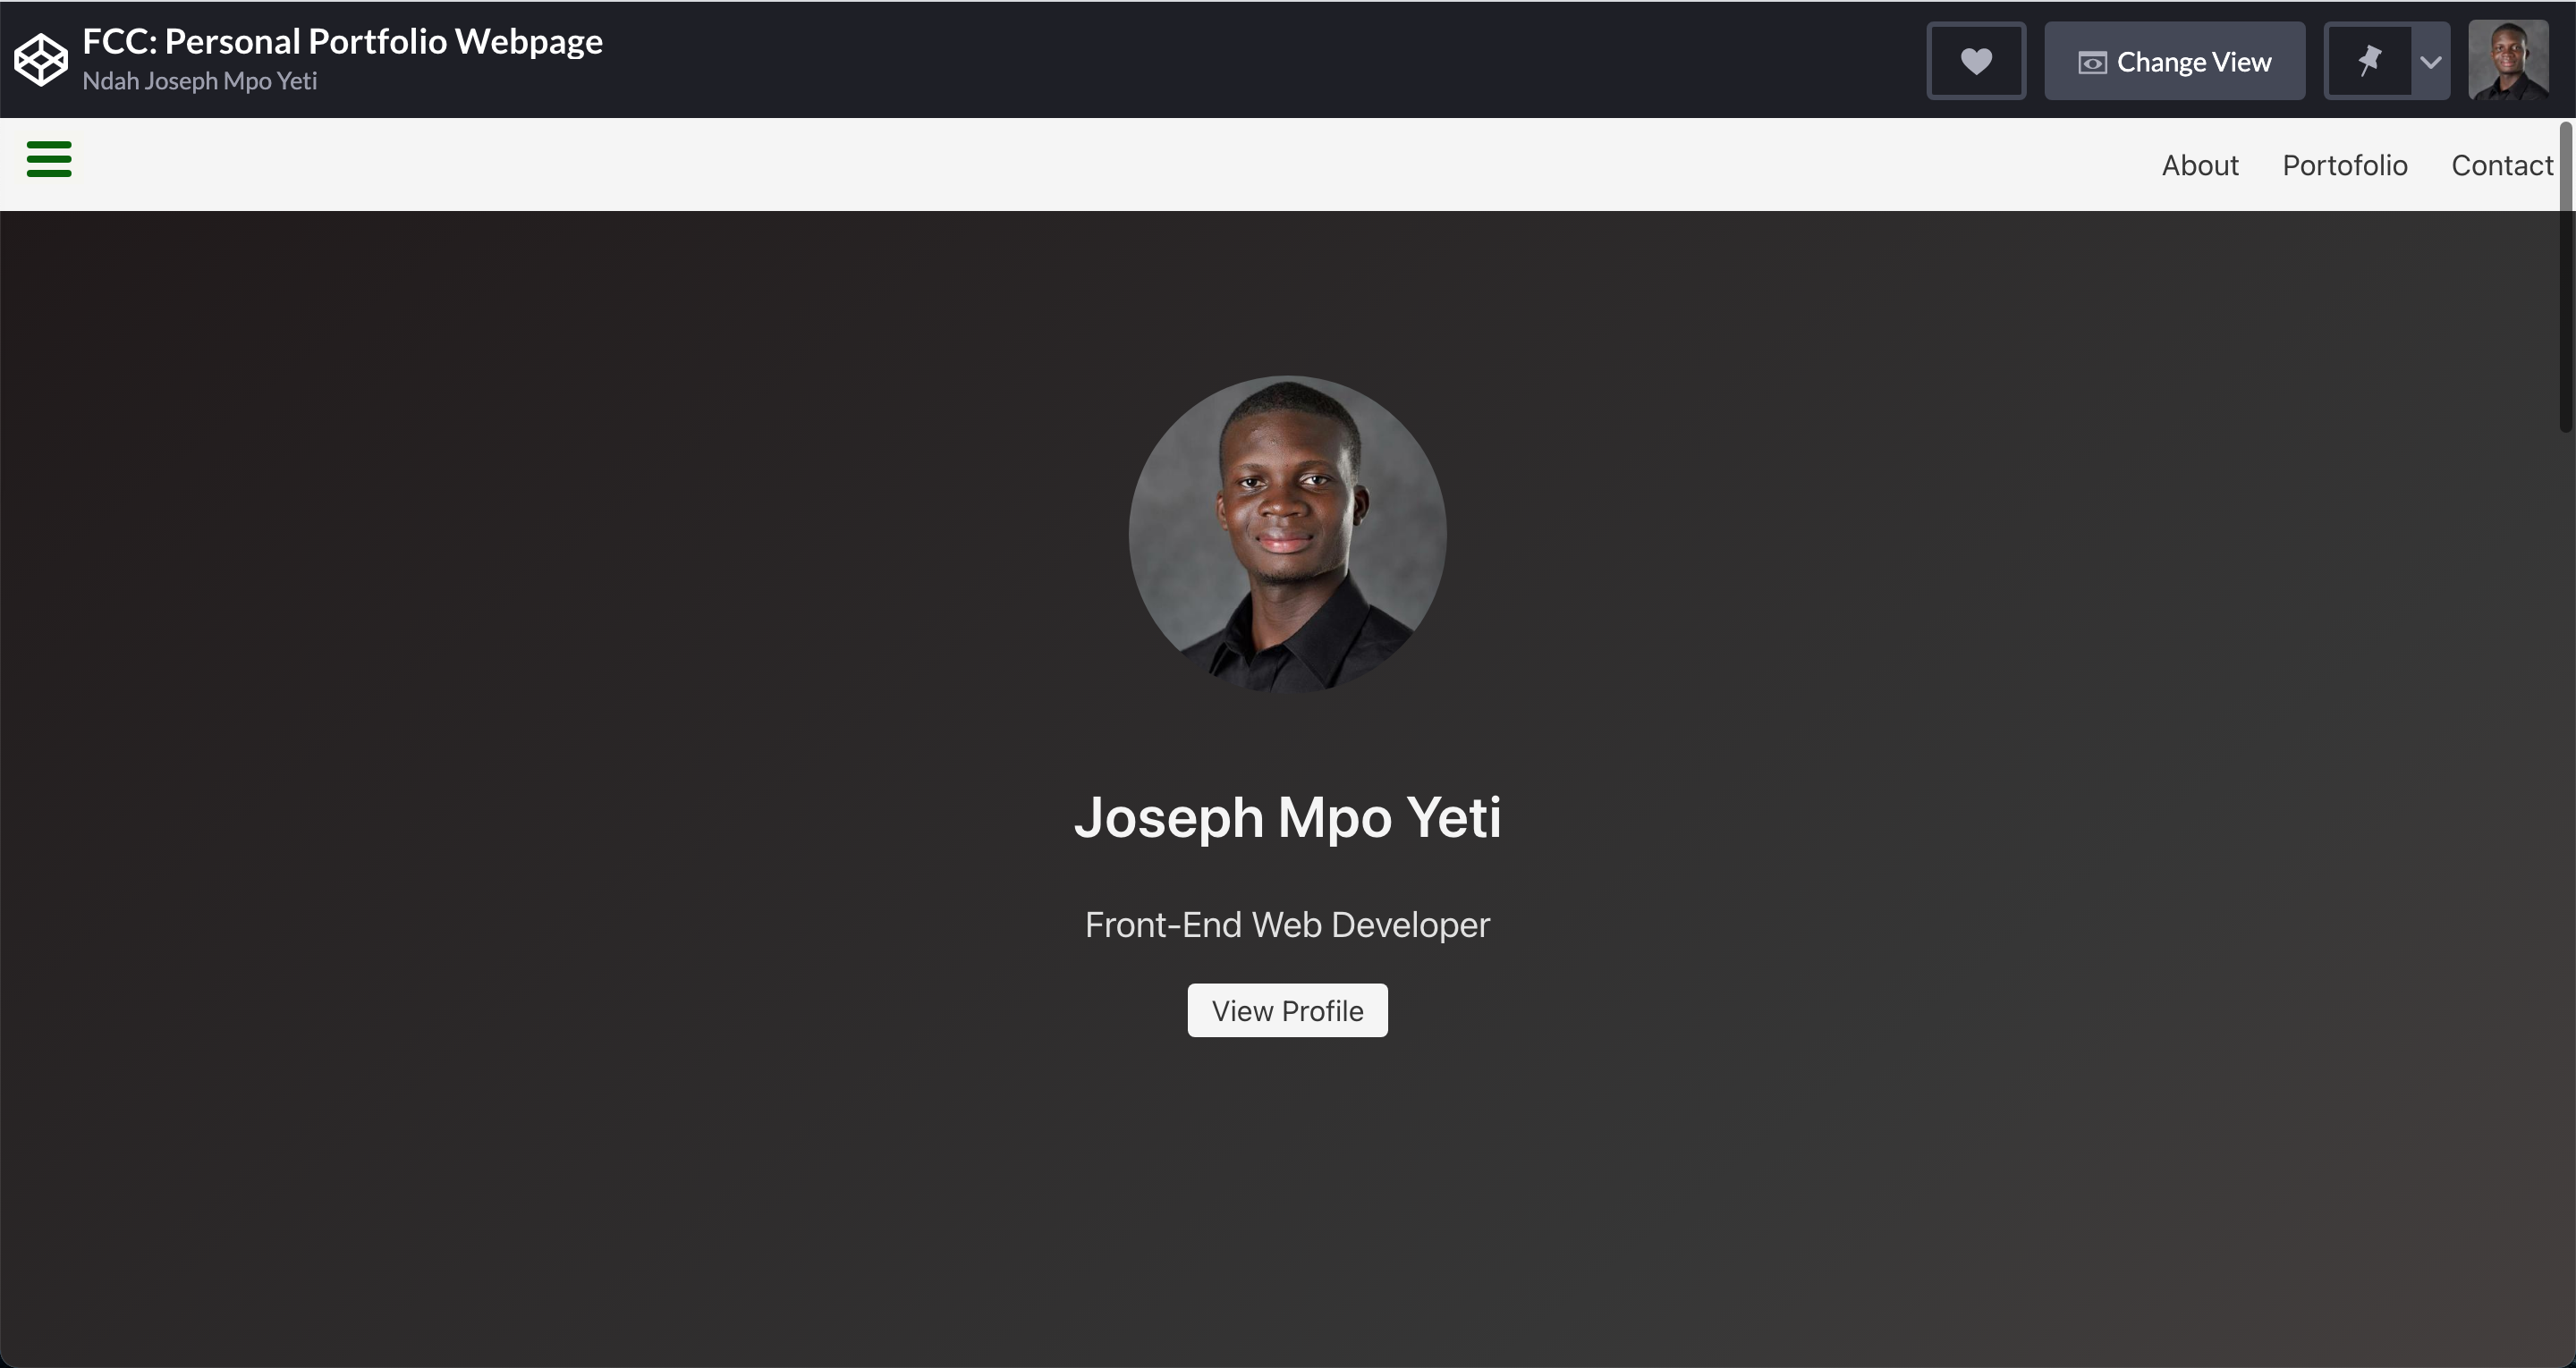 FCC: Personal Portfolio Webpage
Ndah Joseph Mpo Yeti
Change View
About Portofolio Contact
Joseph Mpo Yeti
Front-End Web Developer
View Profile